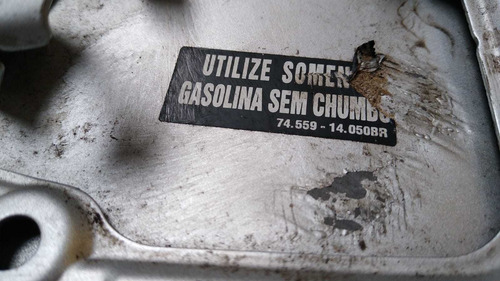 UTILIZE SOMEN
GASOLINA SEM CHUMBO
74.559 - 14.050BR